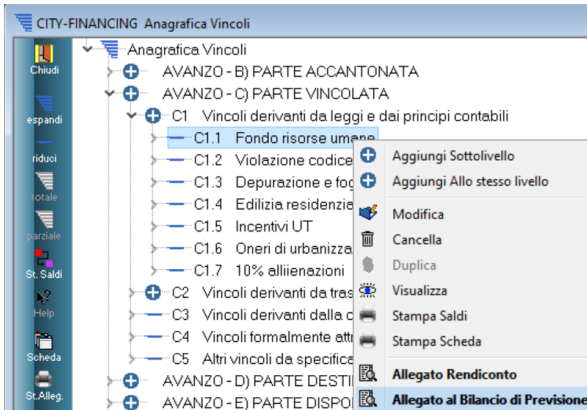 CITY-FINANCING Anagrafica Vincoli
Chiudi
espandi
riduci
totale
parziale
St. Saldi
Help
Scheda
St.Alleg.
Anagrafica Vincoli
AVANZO - B) PARTE ACCANTONATA
AVANZO - C) PARTE VINCOLATA
C1 Vincoli derivanti da leggi e dai principi contabili
C1.1 Fondo risorse umane
C1.2 Violazione codice
C1.3 Depurazione e fog
C1.4 Edilizia residenzia
C1.5 Incentivi UT
C1.6 Oneri di urbanizza
C1.7 10% alliienazioni
C2 Vincoli derivanti da tras
C3 Vincoli derivanti dalla c
C4 Vincoli formalmente attr
C5 Altri vincoli da specifica
AVANZO - D) PARTE DESTI
AVANZO - E) PARTE DISPO
Aggiungi Sottolivello
Aggiungi Allo stesso livello
Modifica
Cancella
Duplica
Visualizza
Stampa Saldi
Stampa Scheda
Allegato Rendiconto
Allegato al Bilancio di Previsione